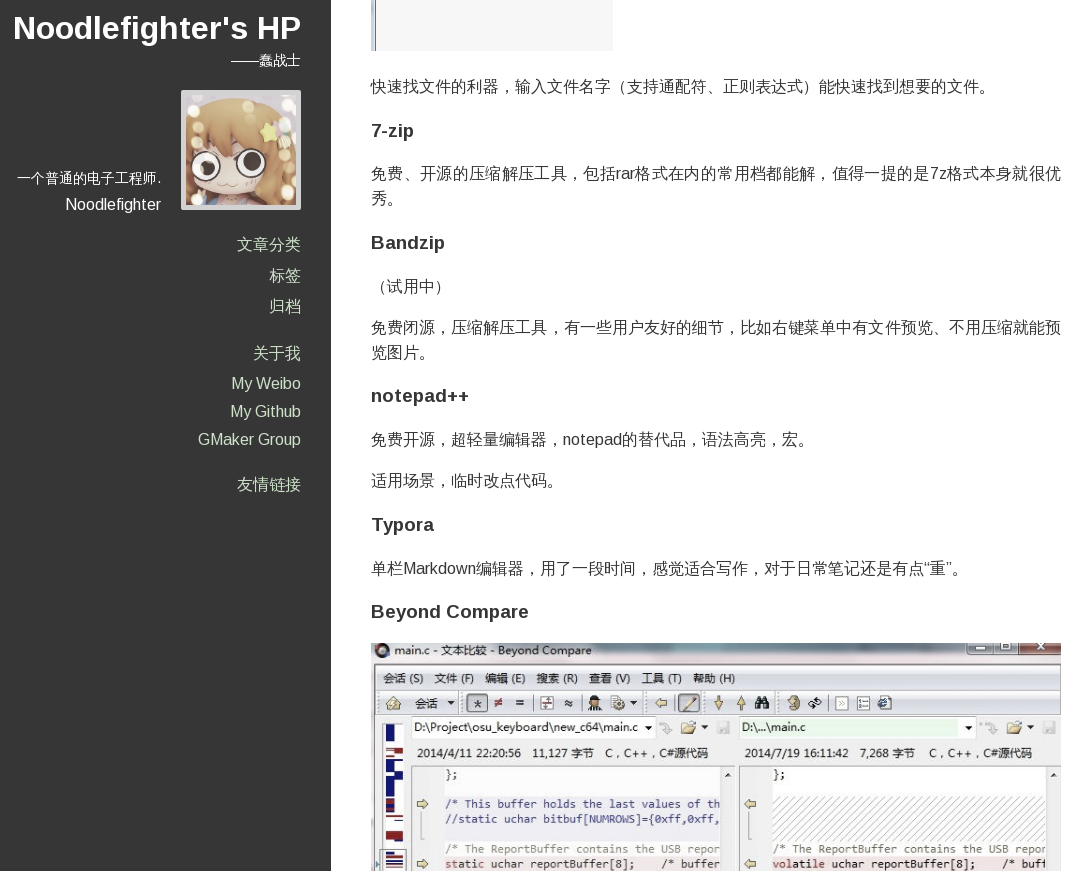 Noodlefighter's HP
——蠢战士
一个普通的电子工程师.
Noodlefighter
文章分类
标签
归档
关于我
My Weibo
My Github
GMaker Group
友情链接
快速找文件的利器，输入文件名字（支持通配符、正则表达式）能快速找到想要的文件。
7-zip
免费、开源的压缩解压工具，包括rar格式在内的常用档都能解，值得一提的是7z格式本身就很优
秀。
Bandzip
（试用中）
免费闭源，压缩解压工具，有一些用户友好的细节，比如右键菜单中有文件预览、不用压缩就能预
览图片。
notepad++
免费开源，超轻量编辑器，notepad的替代品，语法高亮，宏。
适用场景，临时改点代码。
Typora
单栏Markdown编辑器，用了一段时间，感觉适合写作，对于日常笔记还是有点“重”。
Beyond Compare
main.c - 文本比较 - Beyond Compare
会话 (S) 文件 (F) 编辑 (E) 搜索 (R) 查看 (V) 工具 (T) 帮助 (H)
会话
D:\Project\osu_keyboard\new_c64\main.c
D:\...\main.c
2014/4/11 22:20:56 11,127 字节 C，C++，C#源代码
2014/7/19 16:11:42 7,268 字节 C，C++，C#源代码
};
};
/* This buffer holds the last values of th
//static uchar bitbuf[NUMROWS]={0xff,0xff,
/* The ReportBuffer contains the USB repor
/* The ReportBuffer contains the USB repor
static uchar reportBuffer[8]; /* buffer
volatile uchar reportBuffer[8]; /* buff